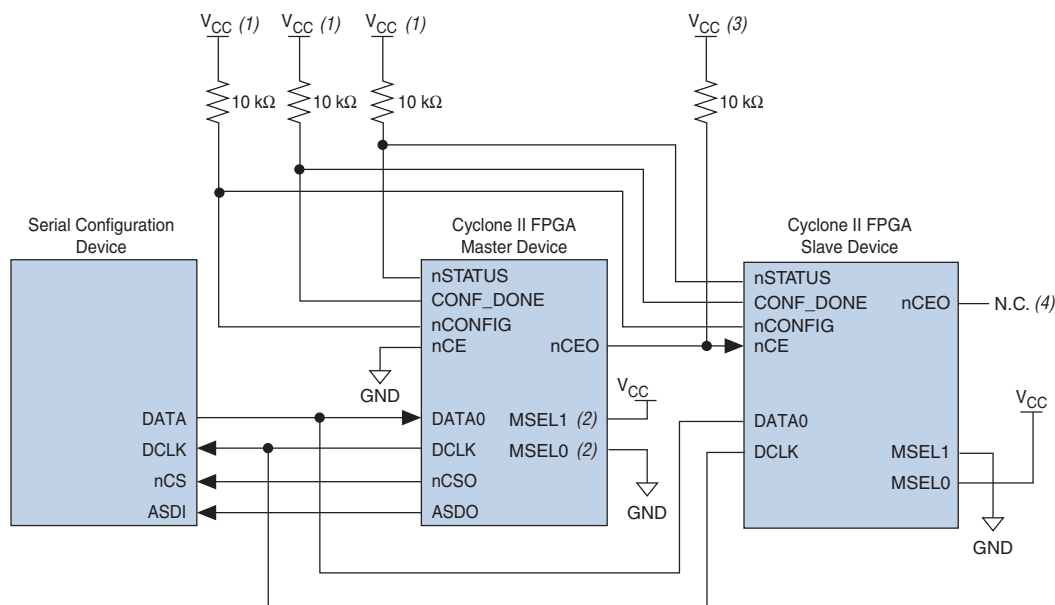 VCC (1)
VCC (1)
VCC (1)
VCC (3)
10 kΩ
10 kΩ
10 kΩ
10 kΩ
Serial Configuration
Device
DATA
DCLK
nCS
ASDI
Cyclone II FPGA
Master Device
nSTATUS
CONF_DONE
nCONFIG
nCE
nCEO
GND
DATA0
DCLK
nCSO
ASDO
MSEL1 (2)
MSEL0 (2)
VCC
GND
Cyclone II FPGA
Slave Device
nSTATUS
CONF_DONE
nCONFIG
nCE
nCEO
N.C. (4)
DATA0
DCLK
MSEL1
MSEL0
VCC
GND